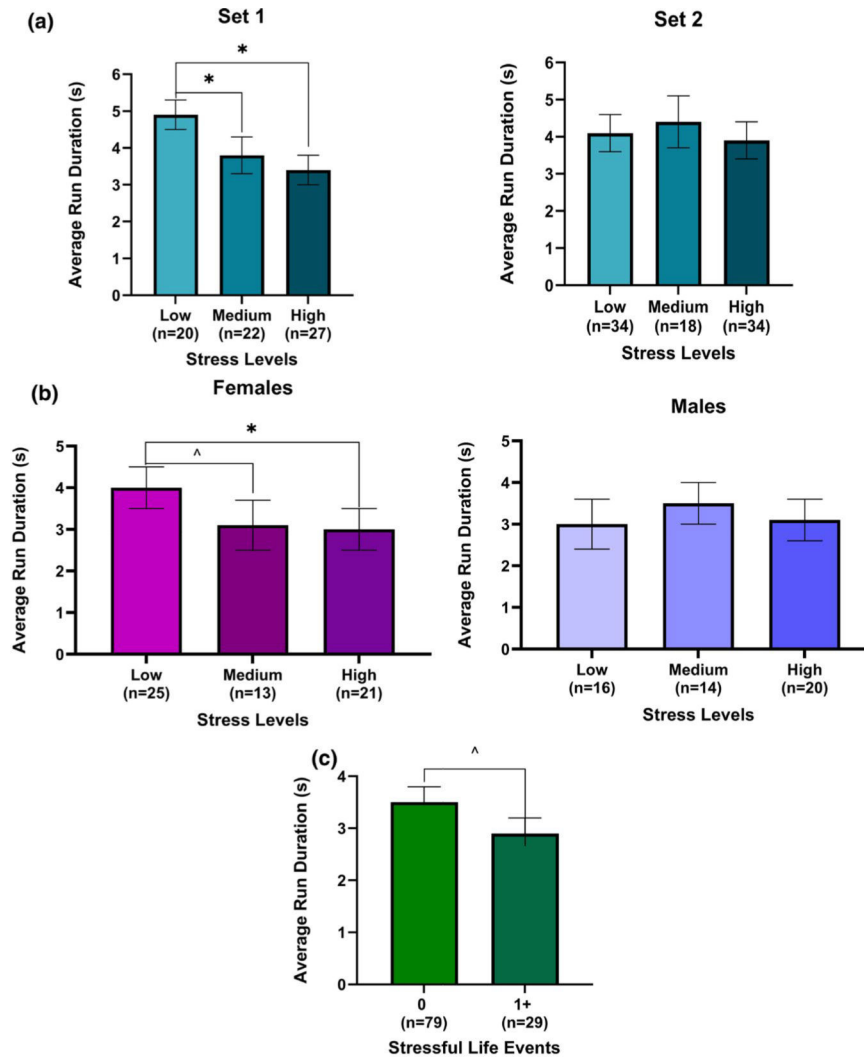 (a)
Set 1
Set 2
Average Run Duration (s)
6
5
4
3
2
1
0
*
*
Low
(n=20)
Medium
(n=22)
High
(n=27)
Stress Levels
Average Run Duration (s)
6
5
4
3
2
1
0
Low
(n=34)
Medium
(n=18)
High
(n=34)
Stress Levels
(b)
Females
Males
Average Run Duration (s)
5
4
3
2
1
0
*
^
Low
(n=25)
Medium
(n=13)
High
(n=21)
Stress Levels
Average Run Duration (s)
5
4
3
2
1
0
Low
(n=16)
Medium
(n=14)
High
(n=20)
Stress Levels
(c)
^
Average Run Duration (s)
4
3
2
1
0
0
(n=79)
1+
(n=29)
Stressful Life Events